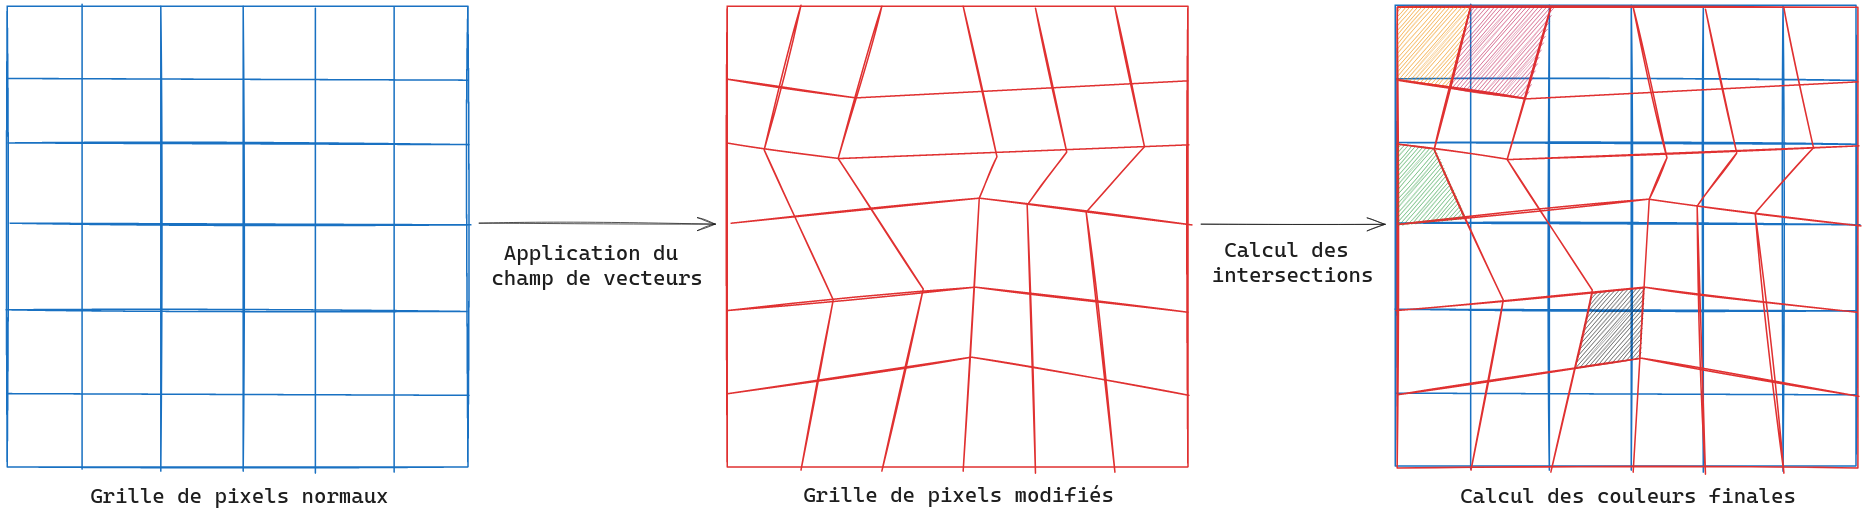 Application du
champ de vecteurs
Calcul des
intersections
Grille de pixels normaux
Grille de pixels modifiés
Calcul des couleurs finales